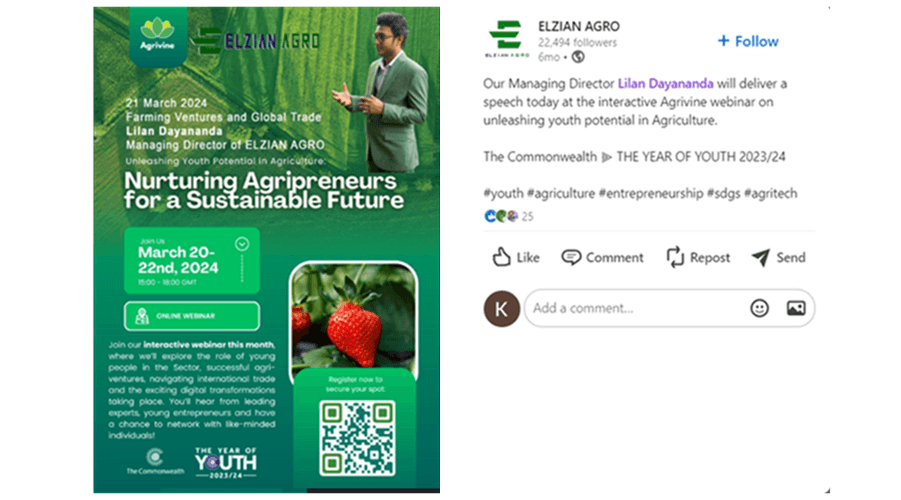 Agrivine
ELZIAN AGRO
21 March 2024
Farming Ventures and Global Trade
Lilan Dayananda
Managing Director of ELZIAN AGRO
Unleashing Youth Potential in Agriculture:
Nurturing Agripreneurs
for a Sustainable Future
Join Us
March 20-
22nd, 2024
15:00 - 18:00 GMT
ONLINE WEBINAR
Join our interactive webinar this month,
where we'll explore the role of young
people in the Sector, successful agri-
ventures, navigating international trade
and the exciting digital transformations
taking place. You'll hear from leading
experts, young entrepreneurs and have
a chance to network with like-minded
individuals!
Register now to
secure your spot.
The Commonwealth
THE YEAR OF
YOUTH
2023/24
ELZIAN AGRO
ELZIAN AGRO
22,494 followers
6mo •
+ Follow
Our Managing Director Lilan Dayananda will deliver a
speech today at the interactive Agrivine webinar on
unleashing youth potential in Agriculture.
The Commonwealth ⫸ THE YEAR OF YOUTH 2023/24
#youth #agriculture #entrepreneurship #sdgs #agritech
25
Like
Comment
Repost
Send
K
Add a comment...